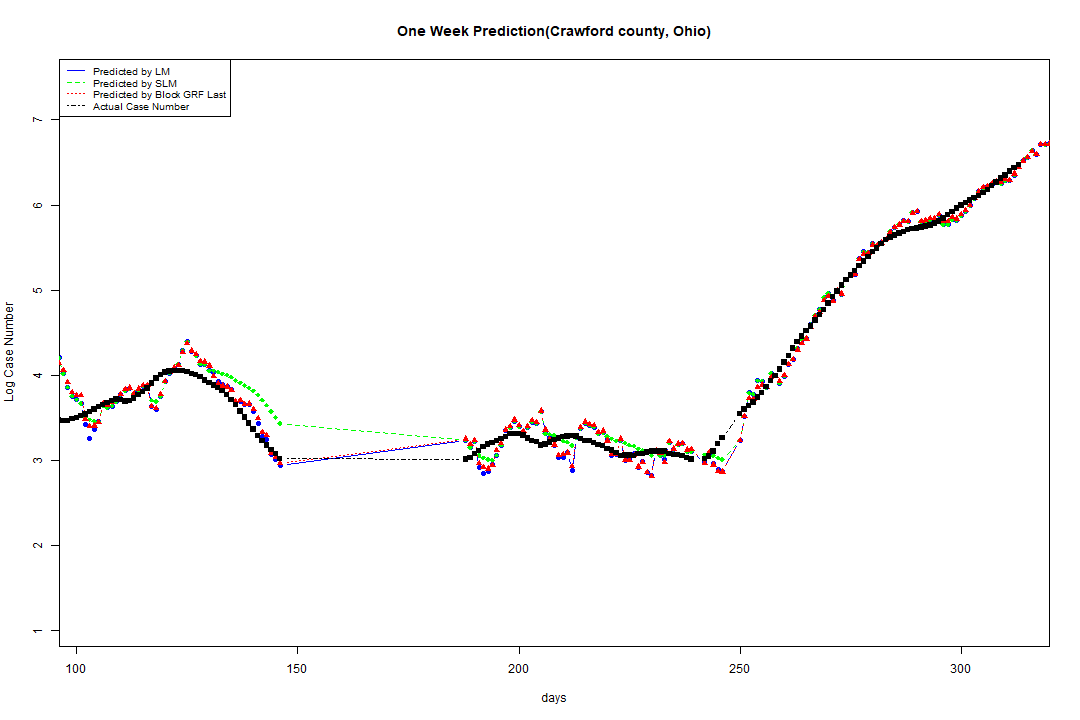 One Week Prediction(Crawford county, Ohio)
Predicted by LM
Predicted by SLM
Predicted by Block GRF Last
Actual Case Number
7
6
5
4
3
2
1
Log Case Number
100 150 200 250 300
days